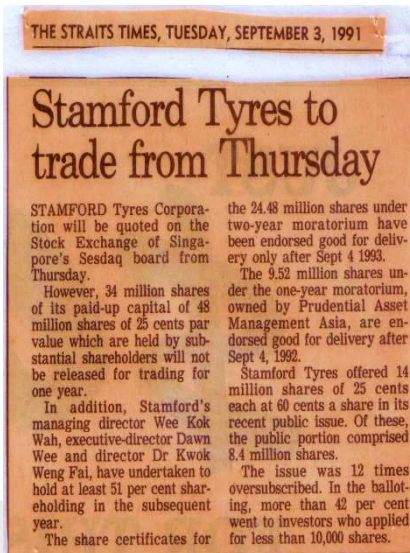 THE STRAITS TIMES, TUESDAY, SEPTEMBER 3, 1991
Stamford Tyres to
trade from Thursday
STAMFORD Tyres Corpora-
tion will be quoted on the
Stock Exchange of Singa-
pore's Sesdaq board from
Thursday.
However, 34 million shares
of its paid-up capital of 48
million shares of 25 cents par
value which are held by sub-
stantial shareholders will not
be released for trading for
one year.
In addition, Stamford's
managing director Wee Kok
Wah, executive-director Dawn
Wee and director Dr Kwok
Weng Fai, have undertaken to
hold at least 51 per cent shar-
eholding in the subsequent
year.
The share certificates for
the 24.48 million shares under
two-year moratorium have
been endorsed good for deliv-
ery only after Sept 4 1993.
The 9.52 million shares un-
der the one-year moratorium,
owned by Prudential Asset
Management Asia, are en-
dorsed good for delivery after
Sept 4, 1992.
Stamford Tyres offered 14
million shares of 25 cents
each at 60 cents a share in its
recent public issue. Of these,
the public portion comprised
8.4 million shares.
The issue was 12 times
oversubscribed. In the ballot-
ing, more than 42 per cent
went to investors who applied
for less than 10,000 shares.